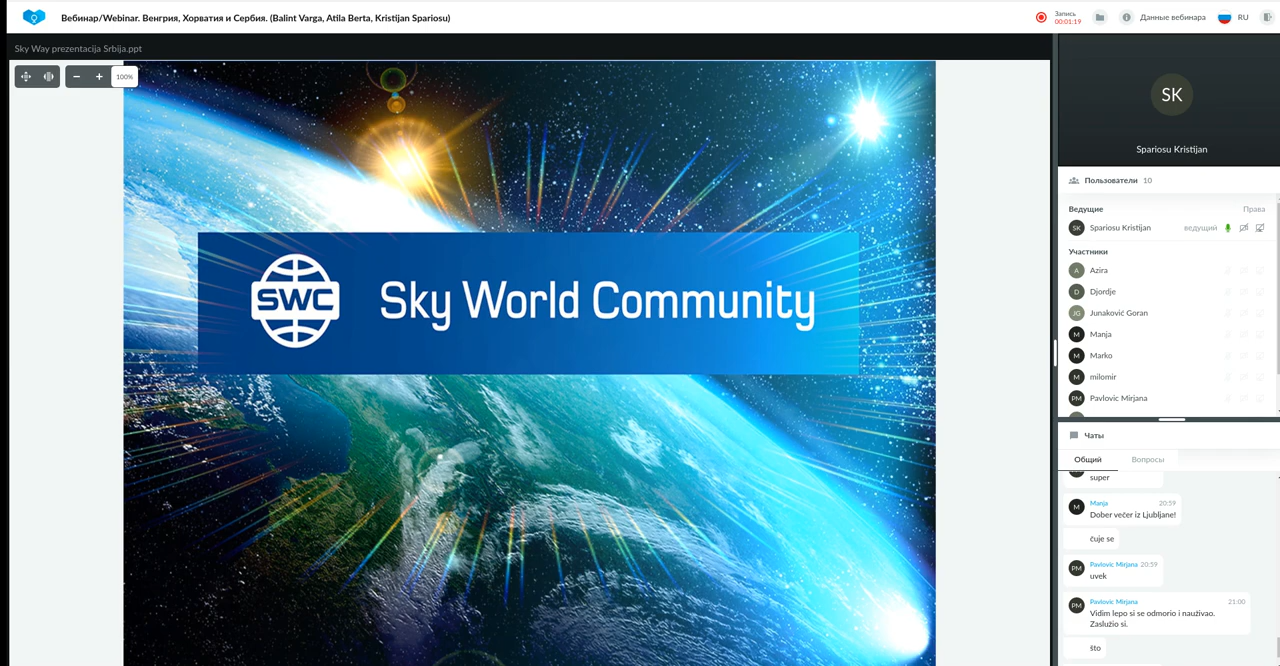 Вебинар/Webinar. Венгрия, Хорватия и Сербия. (Balint Varga, Atila Berta, Kristijan Spariosu)
Запись
00:01:19
Данные вебинара
RU
Sky Way prezentacija Srbija.ppt
100%
SWC
Sky World Community
SK
Spariosu Kristijan
Пользователи 10
Ведущие Права
SK Spariosu Kristijan ведущий
Участники
A Azira
D Djordje
JG Junaković Goran
M Manja
M Marko
M milomir
PM Pavlovic Mirjana
Чаты
Общий Вопросы
super
M Manja 20:59
Dober večer iz Ljubljane!
čuje se
PM Pavlovic Mirjana 20:59
uvek
PM Pavlovic Mirjana 21:00
Vidim lepo si se odmorio i nauživao.
Zaslužio si.
što